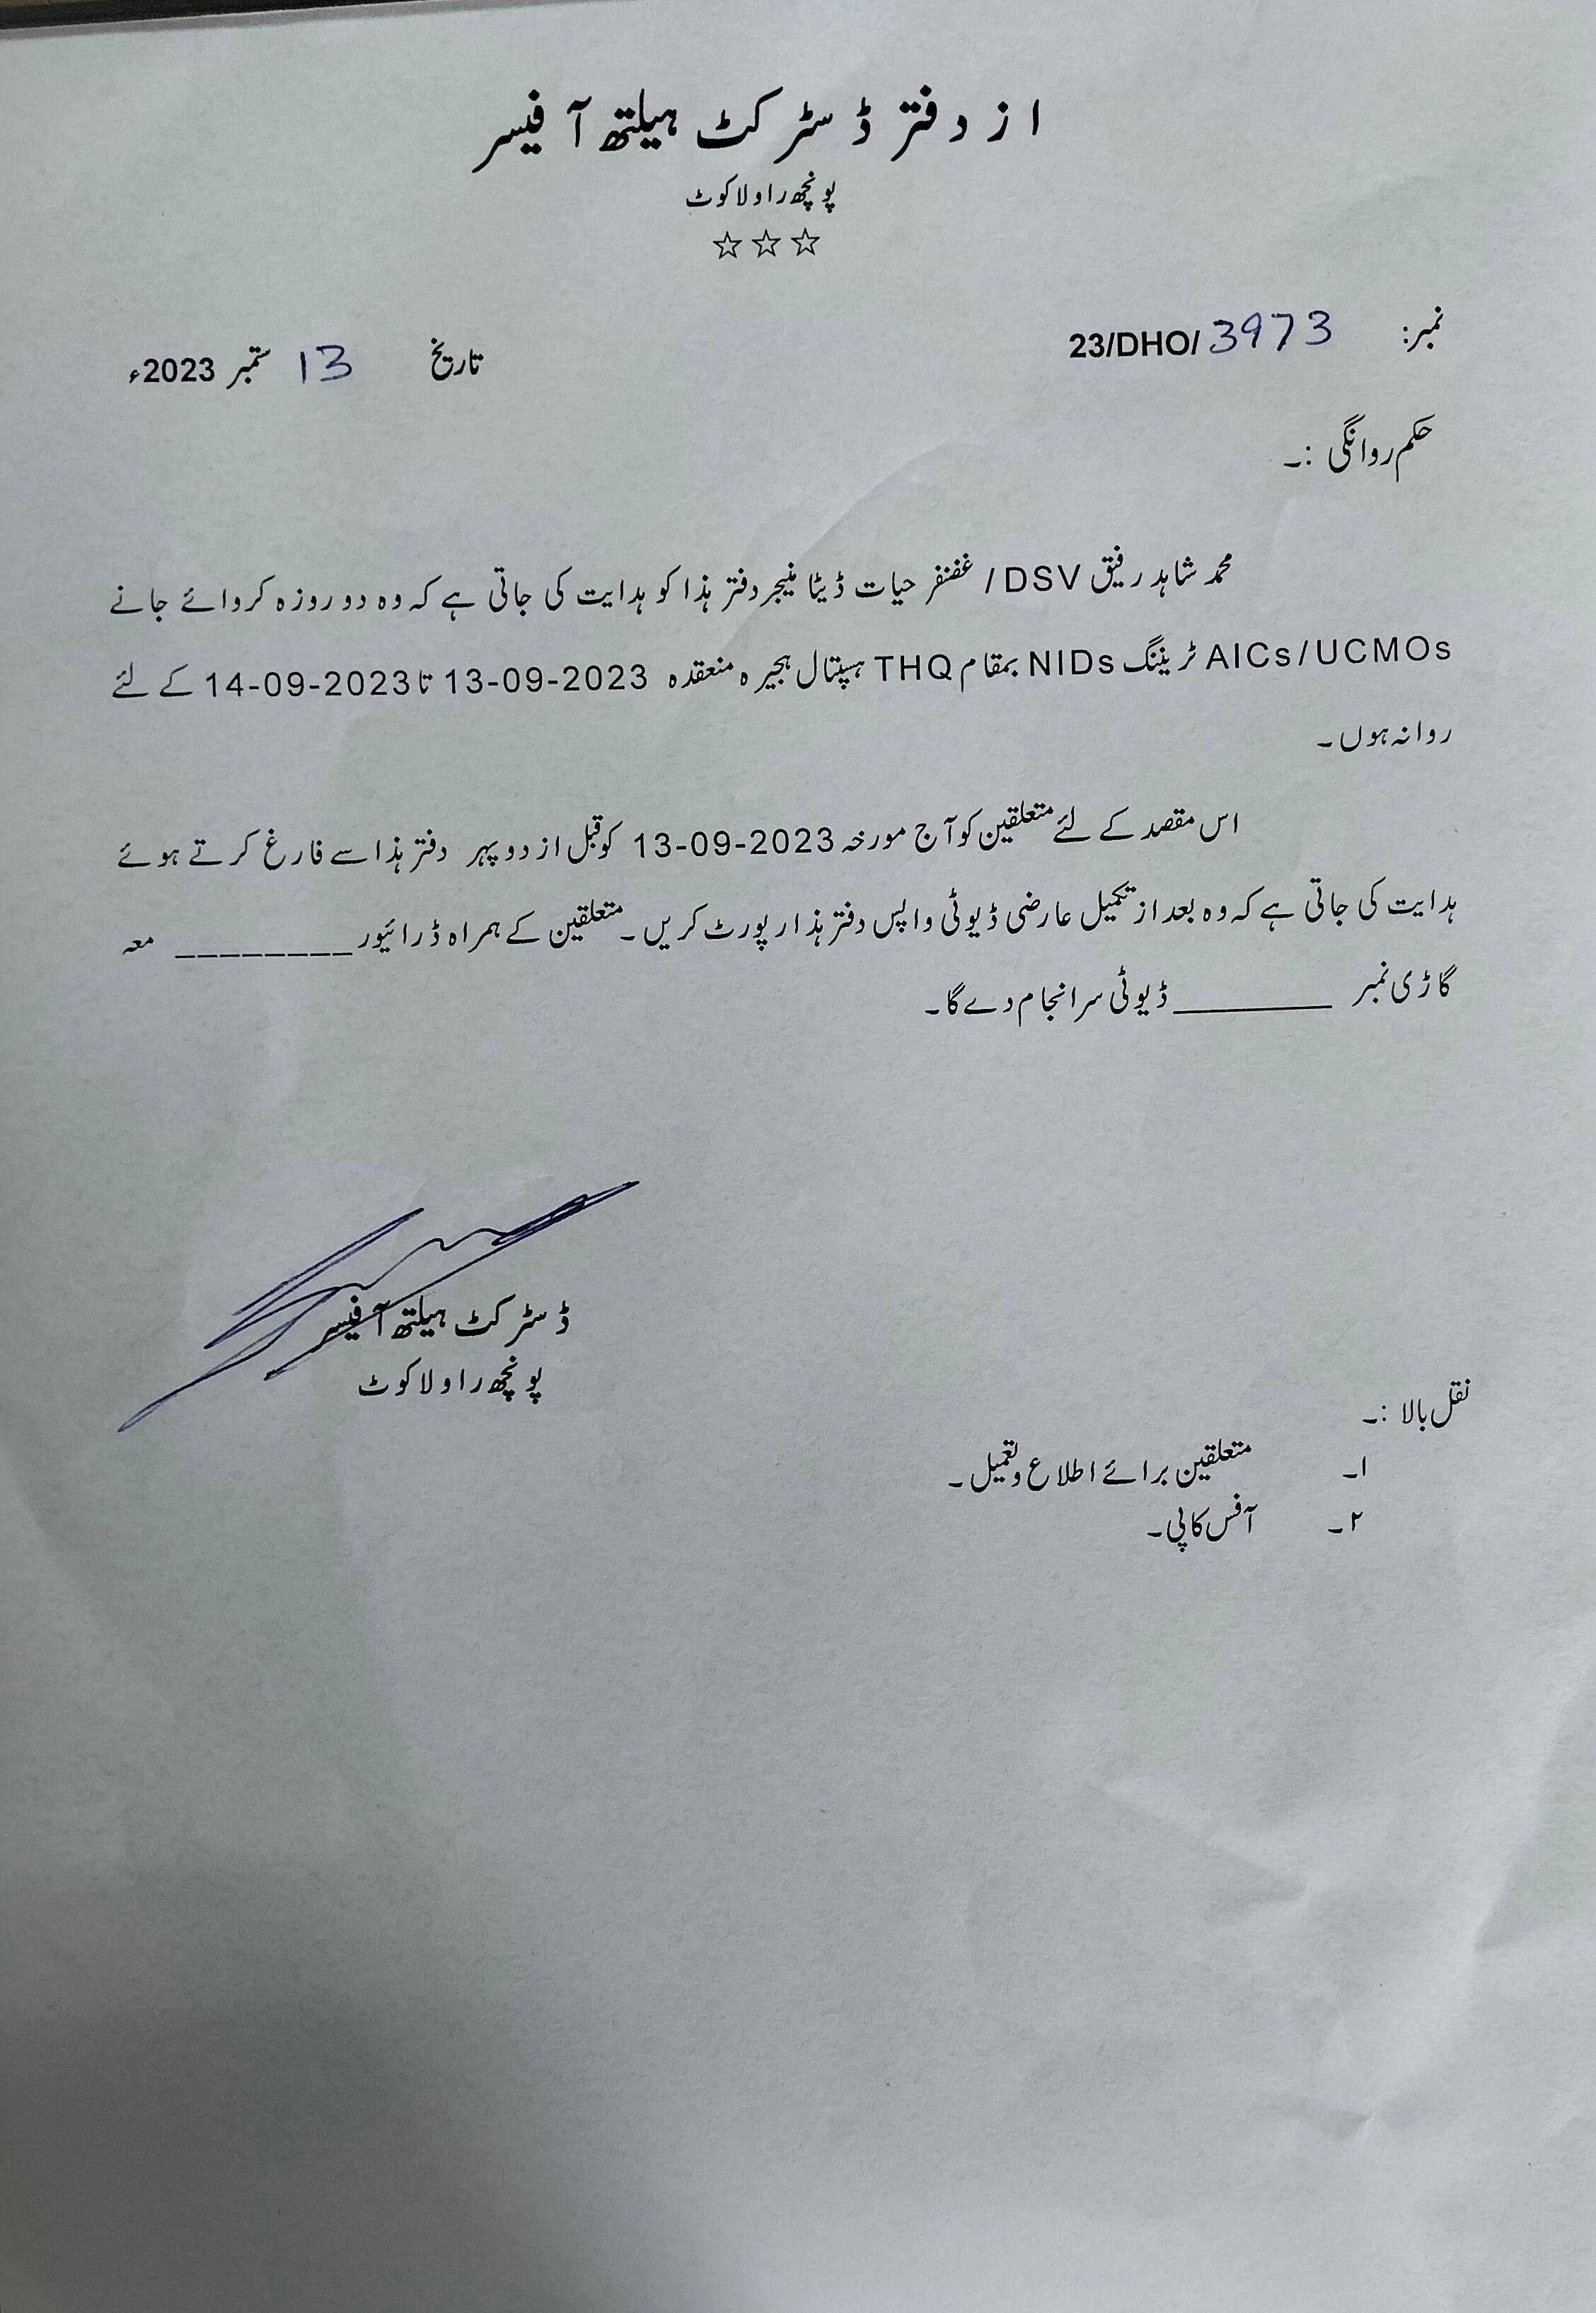 از دفتر ڈسٹرکٹ ہیلتھ آفیسر
پونچھ راولاکوٹ
☆☆☆
نمبر: 3973/23/DHO تاریخ 13 ستمبر 2023ء
حکم روانگی :۔
محمد شاہد رفیق DSV / غضنفر حیات ڈیٹا منیجر دفتر ہذا کو ہدایت کی جاتی ہے کہ وہ دو روزہ کروائے جانے
AICs/UCMOs ٹریننگ NIDs بمقام THQ ہسپتال ہجیرہ منعقدہ 13-09-2023 تا 14-09-2023 کے لئے
روانہ ہوں۔
اس مقصد کے لئے متعلقین کو آج مورخہ 13-09-2023 کو قبل از دوپہر دفتر ہذا سے فارغ کرتے ہوئے
ہدایت کی جاتی ہے کہ وہ بعد از تکمیل عارضی ڈیوٹی واپس دفتر ہذا رپورٹ کریں۔ متعلقین کے ہمراہ ڈرائیور ________ معہ
گاڑی نمبر ________ ڈیوٹی سرانجام دے گا۔
ڈسٹرکٹ ہیلتھ آفیسر
پونچھ راولاکوٹ
نقل بالا :۔
۱۔ متعلقین برائے اطلاع و تعمیل۔
۲۔ آفس کاپی۔